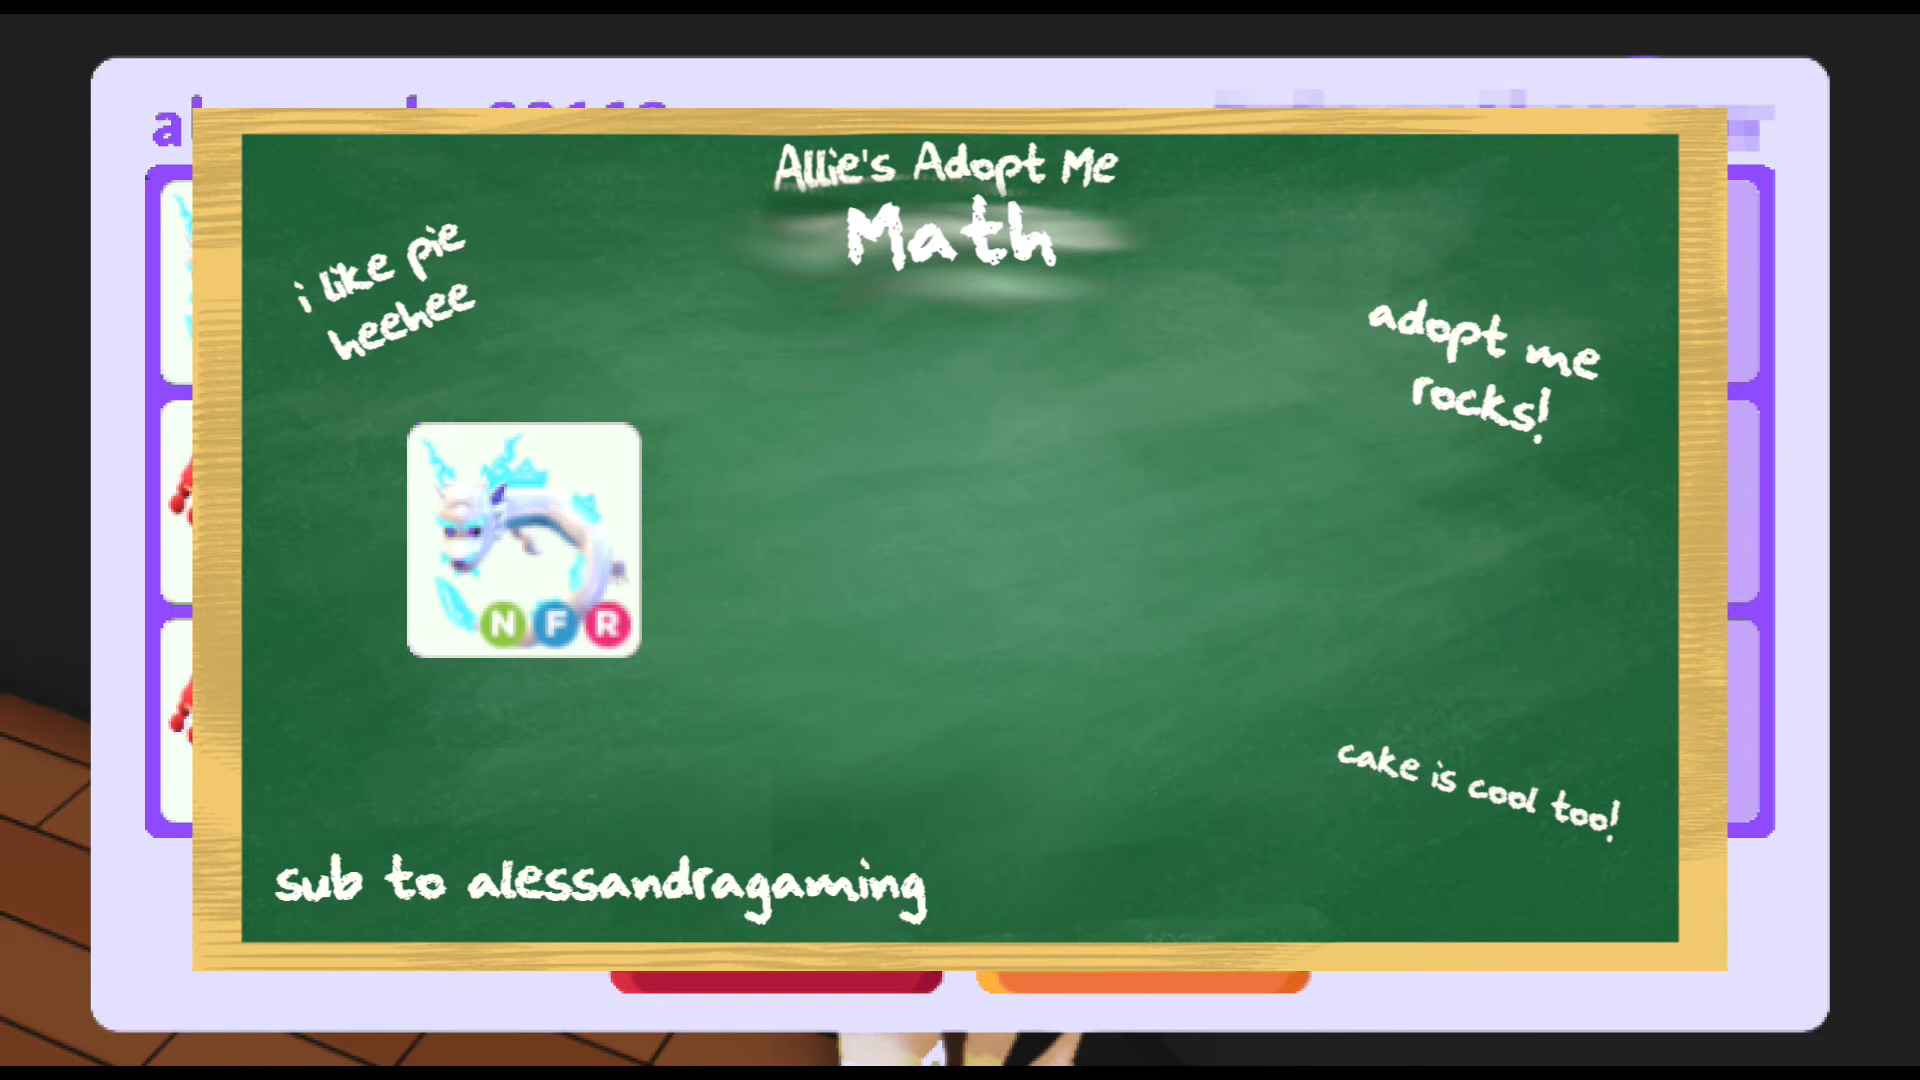 Allie's Adopt Me
Math
i like pie
heehee
adopt me
rocks!
N F R
cake is cool too!
sub to alessandragaming